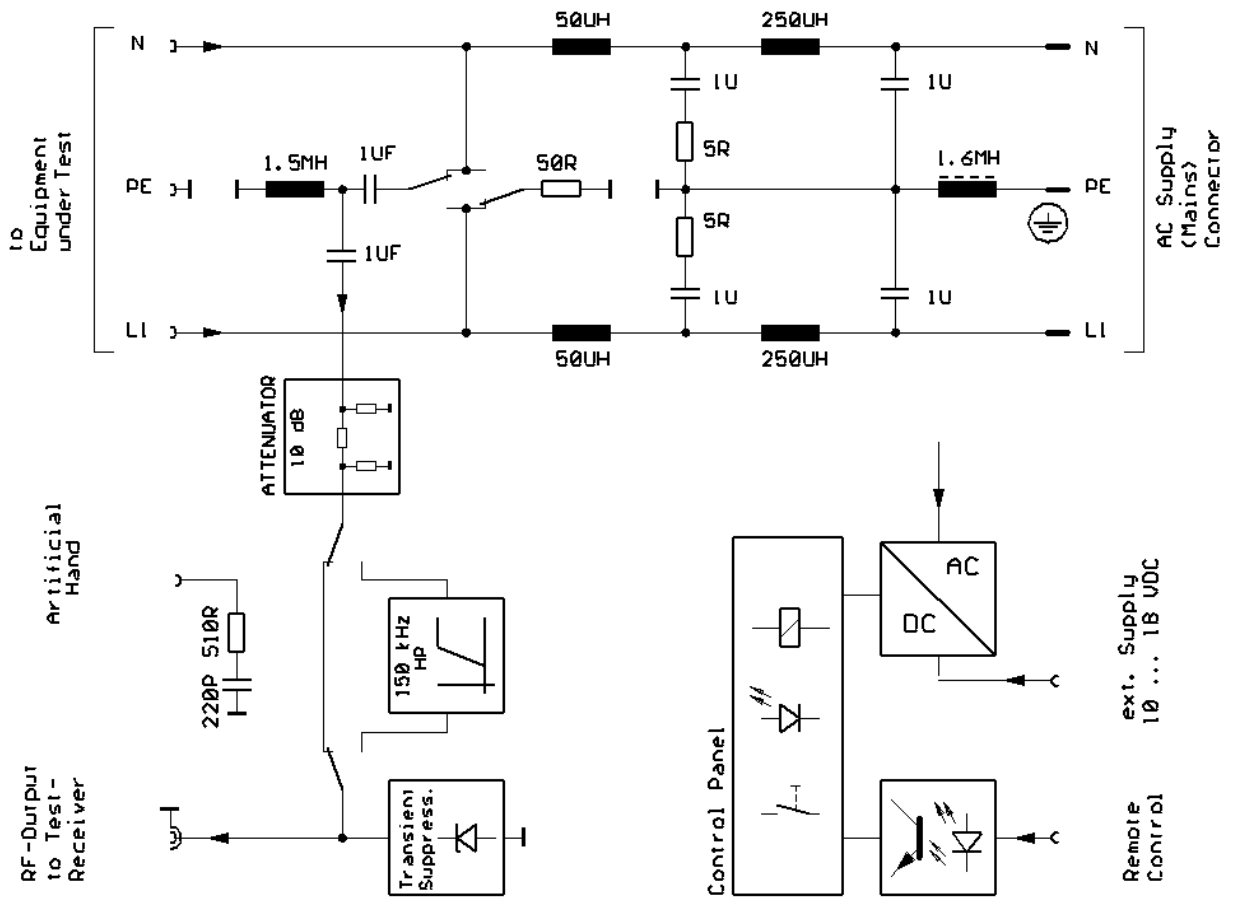 50UH
250UH
N
N
1U
1U
to
Equipment
under Test
1.5MH
1UF
50R
5R
1.6MH
PE
PE
AC Supply
(Mains)
Connector
5R
1UF
1U
1U
L1
L1
50UH
250UH
ATTENUATOR
10 dB
Artificial
Hand
510R
220P
150 kHz
HP
AC
DC
ext. Supply
10 ... 18 VDC
Control Panel
RF-Output
to Test-
Receiver
Transient
Suppress.
Remote
Control